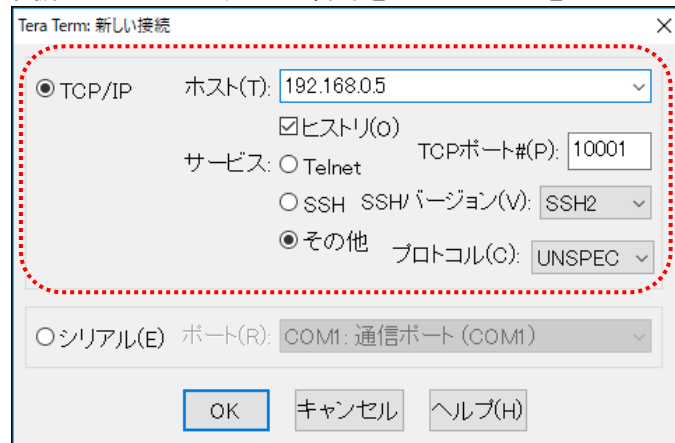 Tera Term: 新しい接続
TCP/IP
ホスト(T): 192.168.0.5
ヒストリ(O)
サービス: Telnet
TCPポート#(P): 10001
SSH SSHバージョン(V): SSH2
その他 プロトコル(C): UNSPEC
シリアル(E) ポート(R): COM1: 通信ポート (COM1)
OK キャンセル ヘルプ(H)